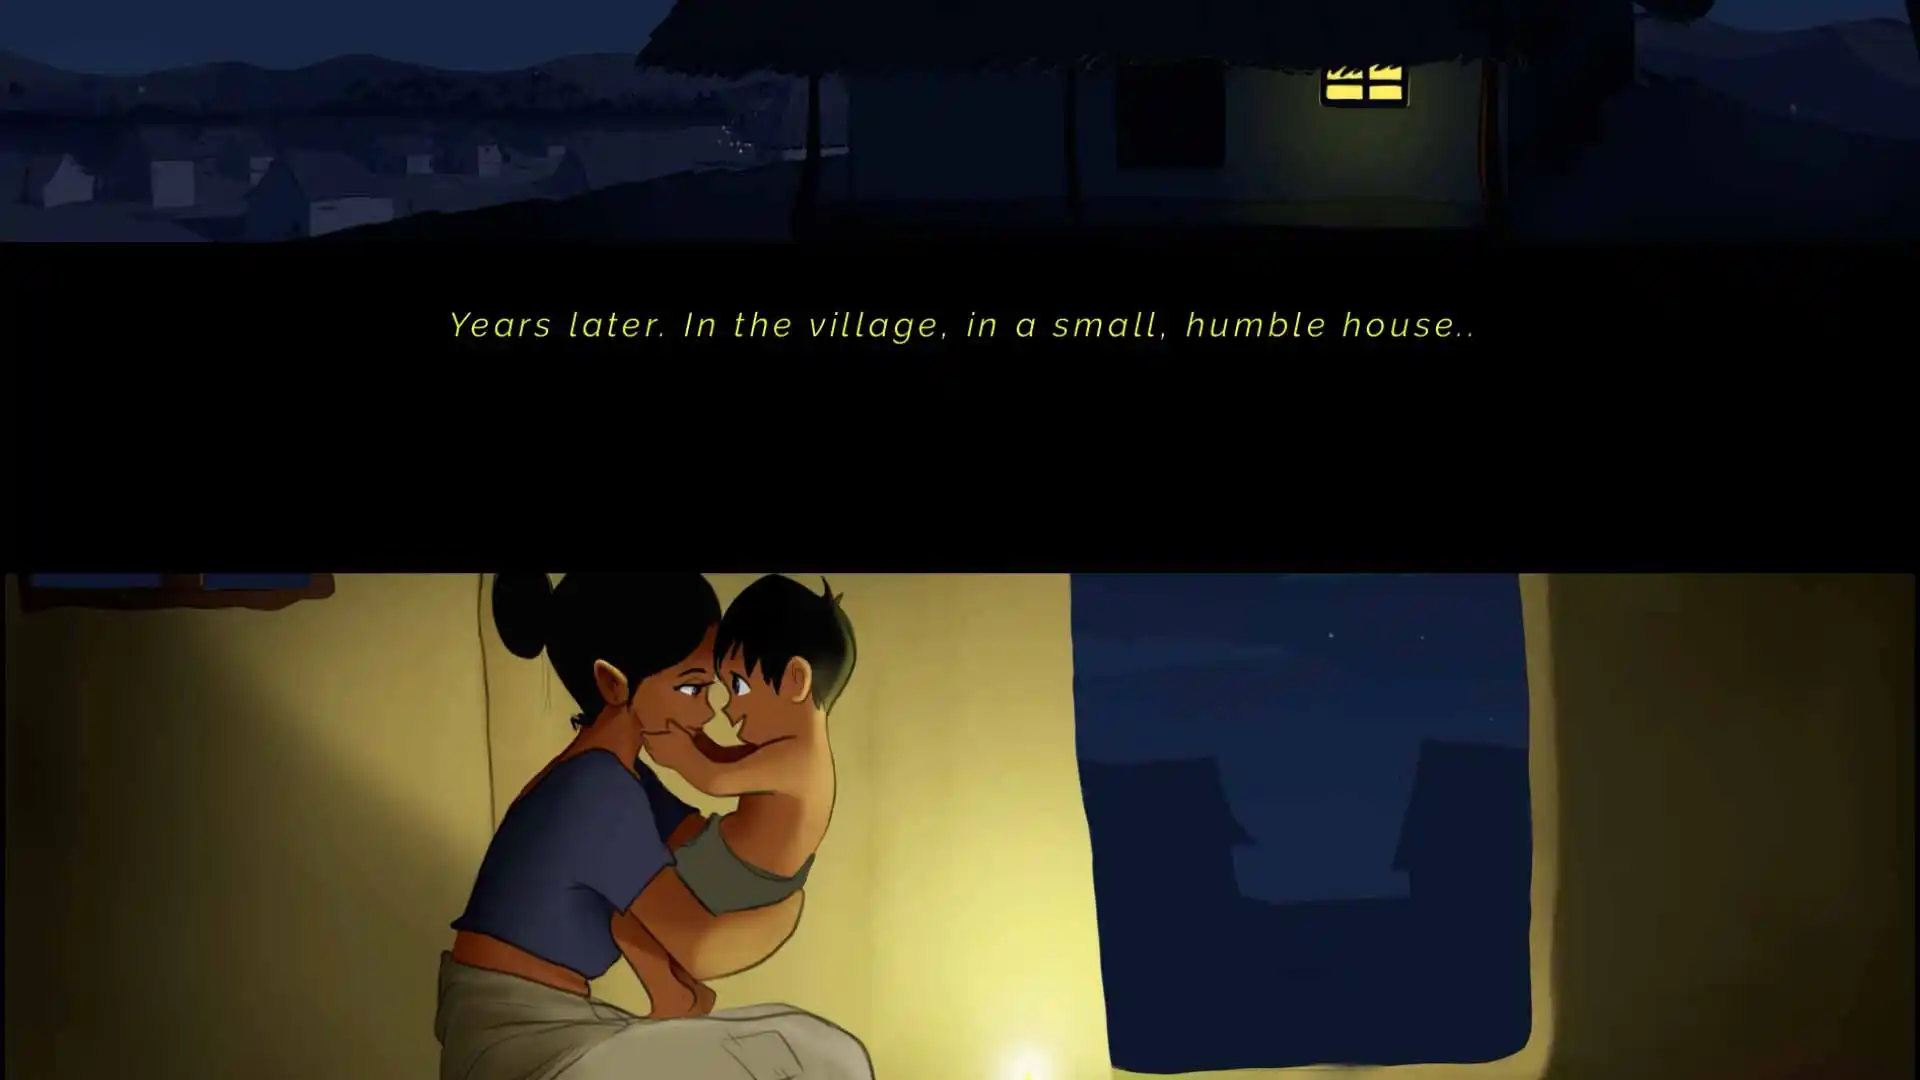 Years later. In the village, in a small, humble house..